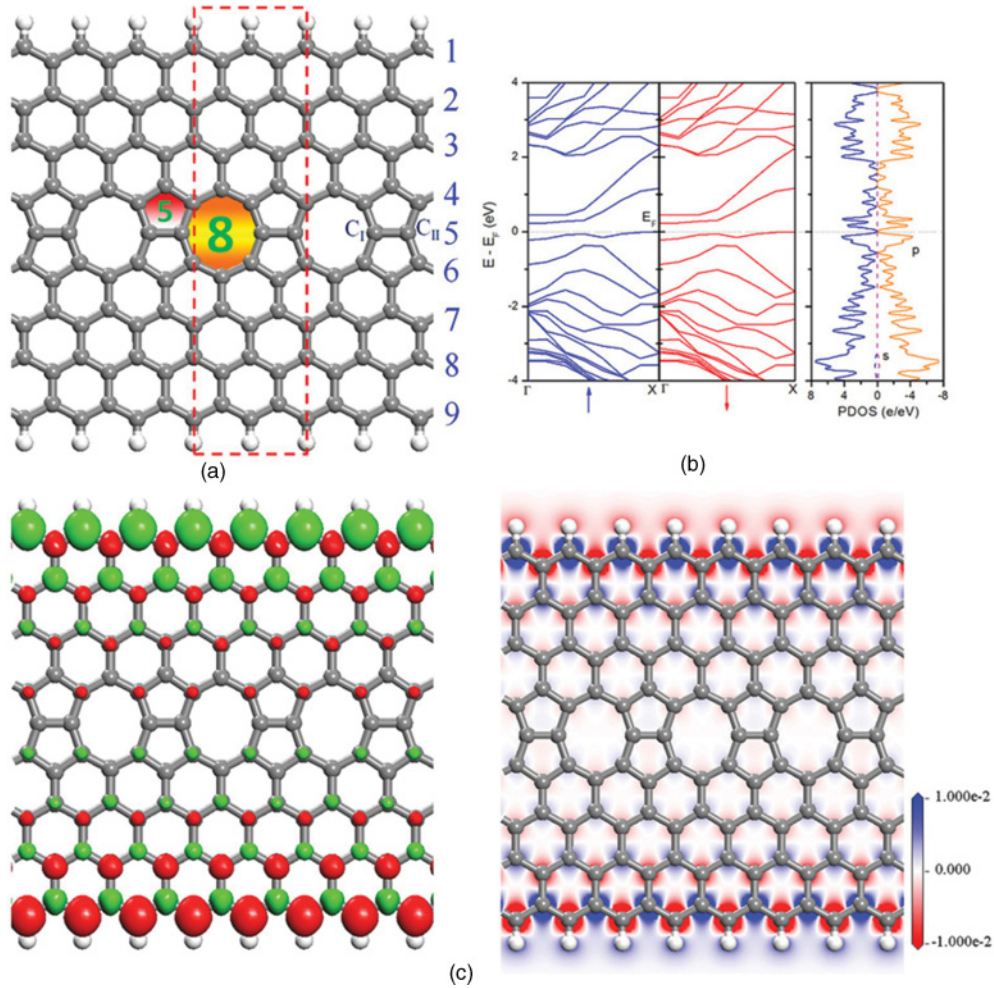 1
2
3
4
5
6
7
8
9
5
8
C_I C_II
(a)
E - E_F (eV)
4
2
0
-2
-4
E_F
Γ X Γ X
p
s
8 4 0 -4 -8
PDOS (e/eV)
(b)
1.000e-2
0.000
-1.000e-2
(c)